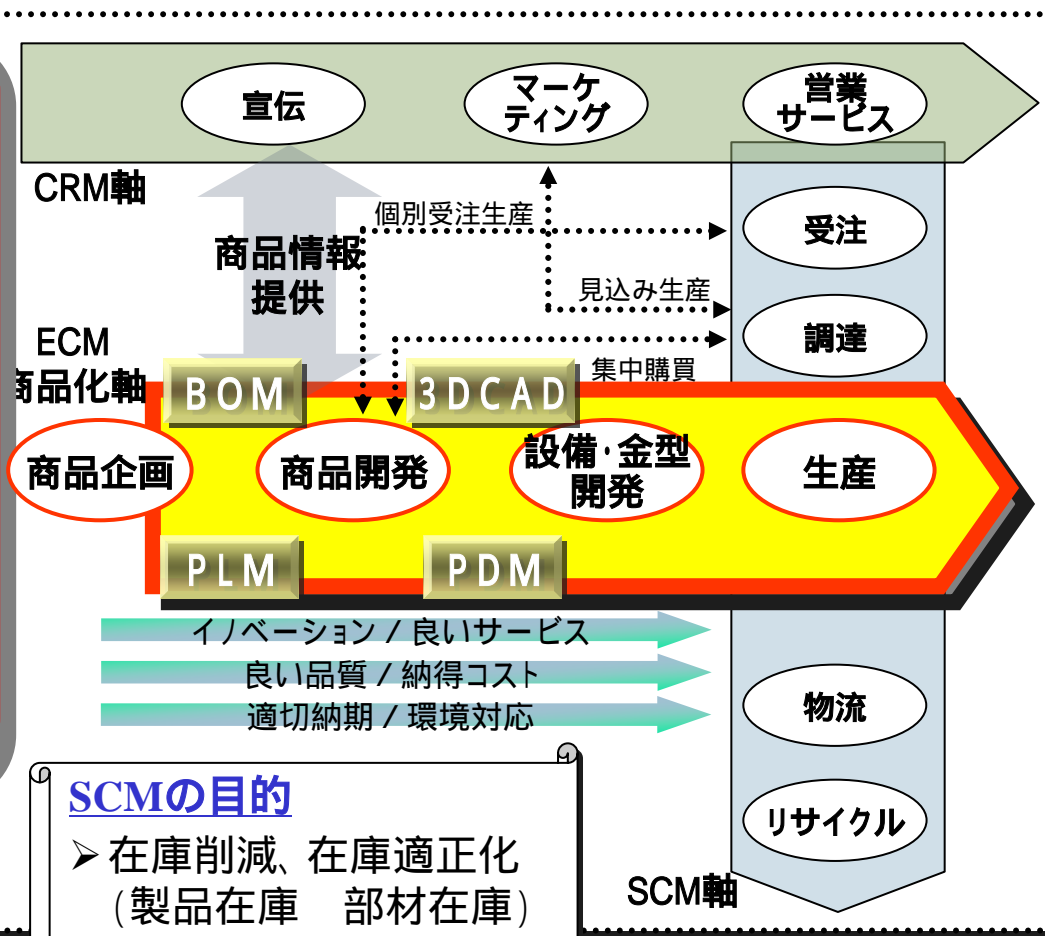 宣伝
マーケ
ティング
営業
サービス
CRM軸
個別受注生産
受注
商品情報
提供
見込み生産
調達
ECM
商品化軸
集中購買
BOM
3DCAD
商品企画
商品開発
設備・金型
開発
生産
PLM
PDM
イノベーション / 良いサービス
良い品質 / 納得コスト
適切納期 / 環境対応
物流
リサイクル
SCM軸
SCMの目的
➢在庫削減、在庫適正化
(製品在庫　部材在庫)